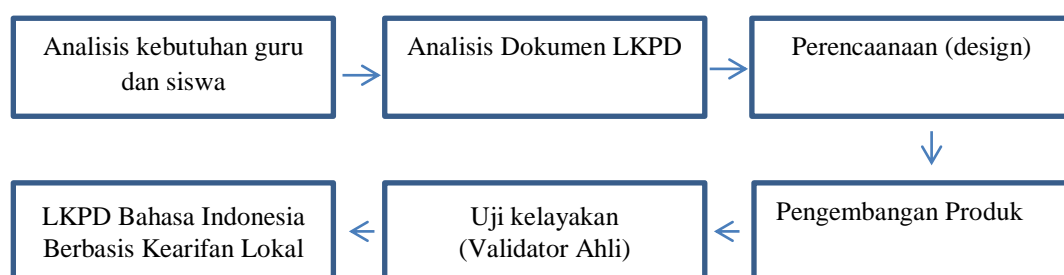 Analisis kebutuhan guru
dan siswa
Analisis Dokumen LKPD
Perencaanaan (design)
Pengembangan Produk
Uji kelayakan
(Validator Ahli)
LKPD Bahasa Indonesia
Berbasis Kearifan Lokal